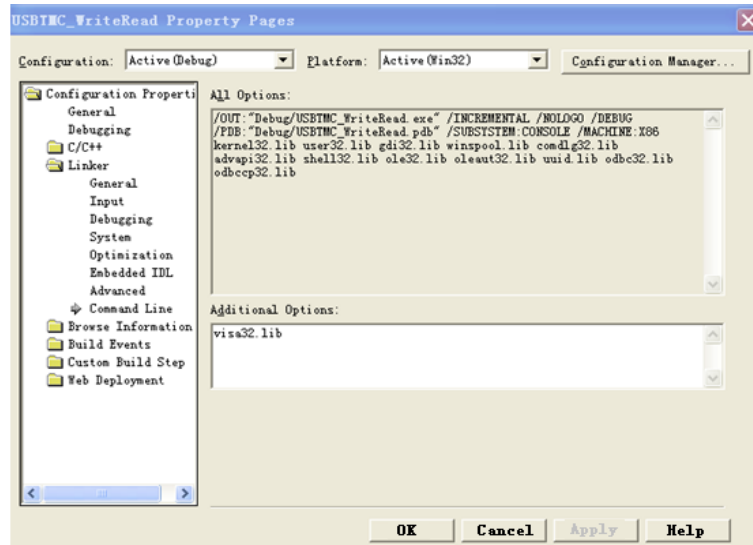 USBTMC_WriteRead Property Pages
Configuration: Active(Debug) Platform: Active(Win32) Configuration Manager...
Configuration Properti
General
Debugging
C/C++
Linker
General
Input
Debugging
System
Optimization
Embedded IDL
Advanced
Command Line
Browse Information
Build Events
Custom Build Step
Web Deployment
All Options:
/OUT:"Debug/USBTMC_WriteRead.exe" /INCREMENTAL /NOLOGO /DEBUG
/PDB:"Debug/USBTMC_WriteRead.pdb" /SUBSYSTEM:CONSOLE /MACHINE:X86
kernel32.lib user32.lib gdi32.lib winspool.lib comdlg32.lib
advapi32.lib shell32.lib ole32.lib oleaut32.lib uuid.lib odbc32.lib
odbccp32.lib
Additional Options:
visa32.lib
OK Cancel Apply Help